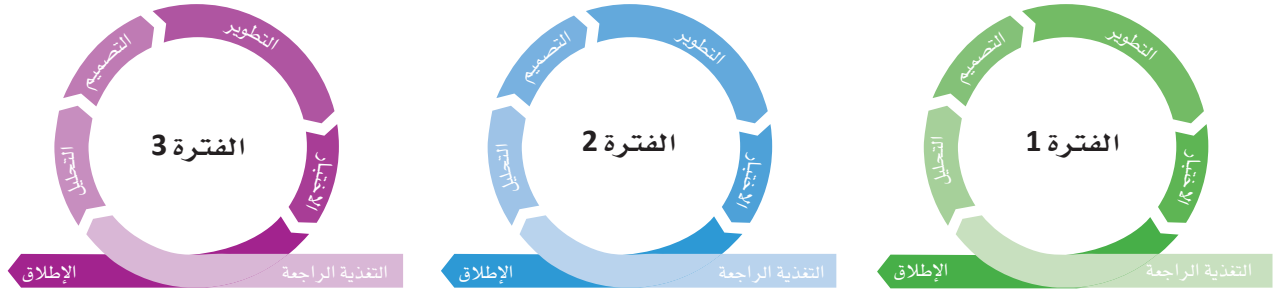 الفترة 1
التحليل
التصميم
التطوير
الاختبار
الإطلاق
التغذية الراجعة
الفترة 2
التحليل
التصميم
التطوير
الاختبار
الإطلاق
التغذية الراجعة
الفترة 3
التحليل
التصميم
التطوير
الاختبار
الإطلاق
التغذية الراجعة